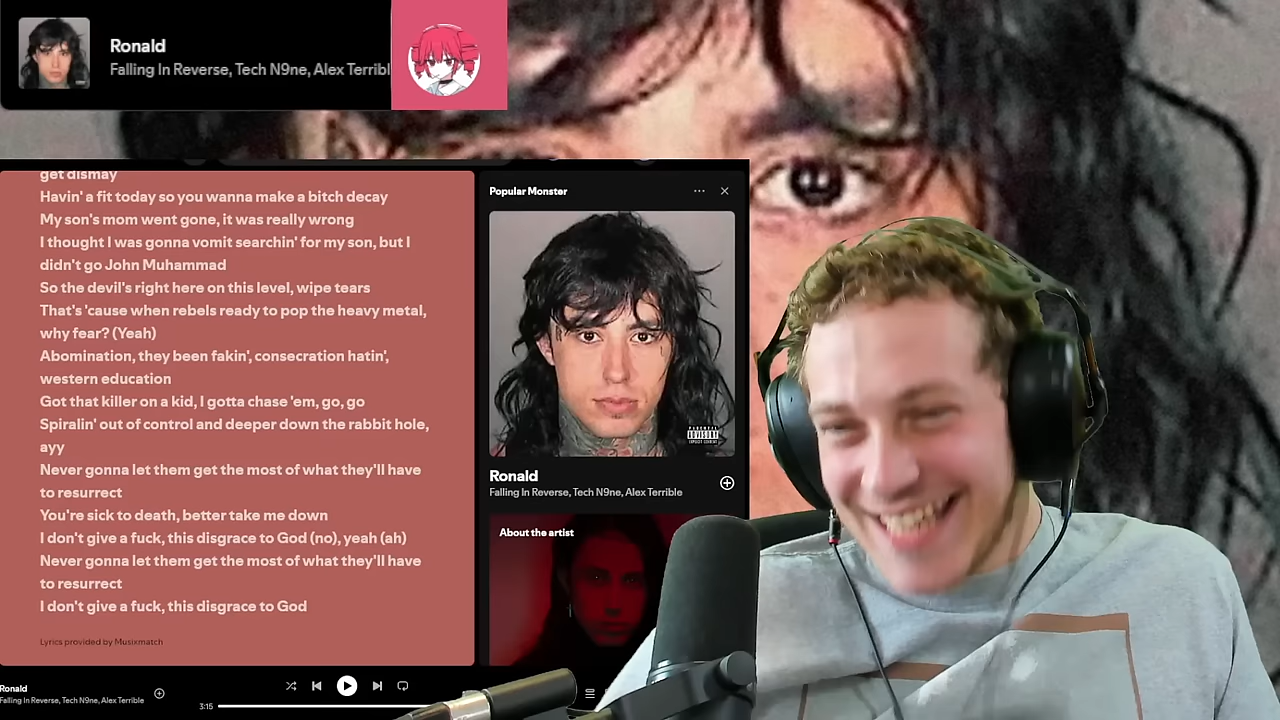 Ronald
Falling In Reverse, Tech N9ne, Alex Terribl
get dismay
Havin' a fit today so you wanna make a bitch decay
My son's mom went gone, it was really wrong
I thought I was gonna vomit searchin' for my son, but I
didn't go John Muhammad
So the devil's right here on this level, wipe tears
That's 'cause when rebels ready to pop the heavy metal,
why fear? (Yeah)
Abomination, they been fakin', consecration hatin',
western education
Got that killer on a kid, I gotta chase 'em, go, go
Spiralin' out of control and deeper down the rabbit hole,
ayy
Never gonna let them get the most of what they'll have
to resurrect
You're sick to death, better take me down
I don't give a fuck, this disgrace to God (no), yeah (ah)
Never gonna let them get the most of what they'll have
to resurrect
I don't give a fuck, this disgrace to God
Lyrics provided by Musixmatch
Popular Monster
PARENTAL
ADVISORY
EXPLICIT CONTENT
Ronald
Falling In Reverse, Tech N9ne, Alex Terrible
About the artist
Ronald
Falling In Reverse, Tech N9ne, Alex Terrible
3:15